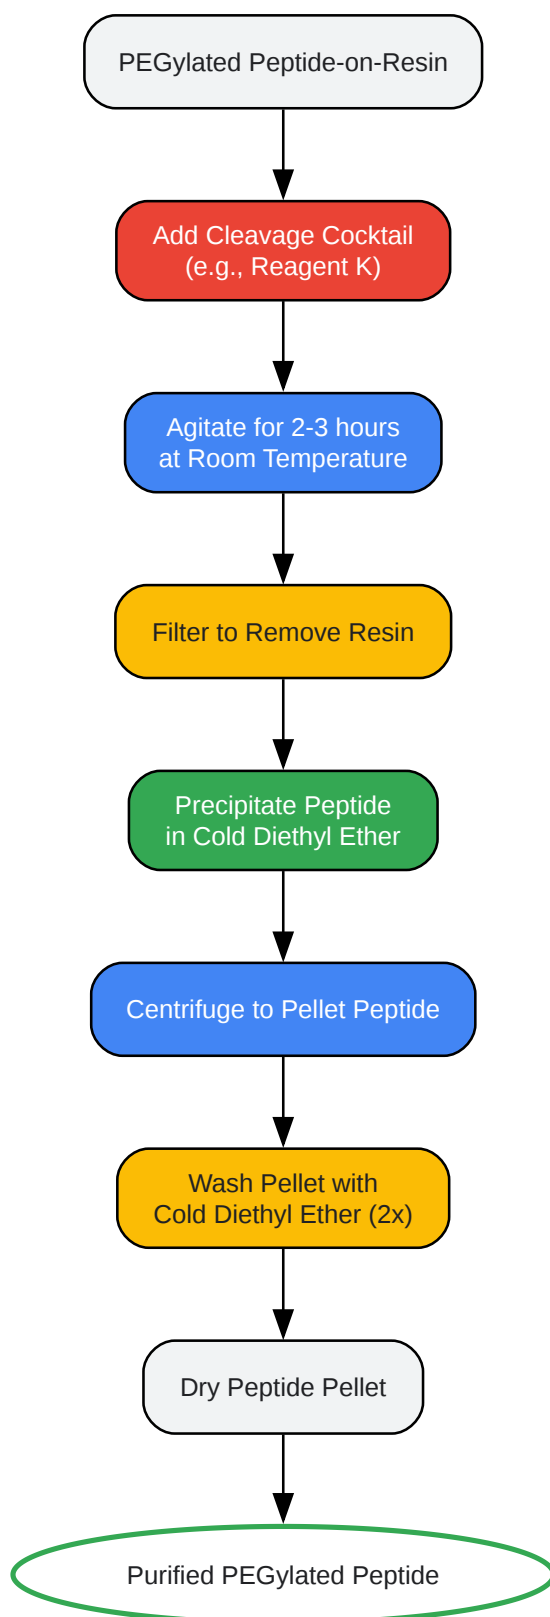 PEGylated Peptide-on-Resin
Add Cleavage Cocktail
(e.g., Reagent K)
Agitate for 2-3 hours
at Room Temperature
Filter to Remove Resin
Precipitate Peptide
in Cold Diethyl Ether
Centrifuge to Pellet Peptide
Wash Pellet with
Cold Diethyl Ether (2x)
Dry Peptide Pellet
Purified PEGylated Peptide